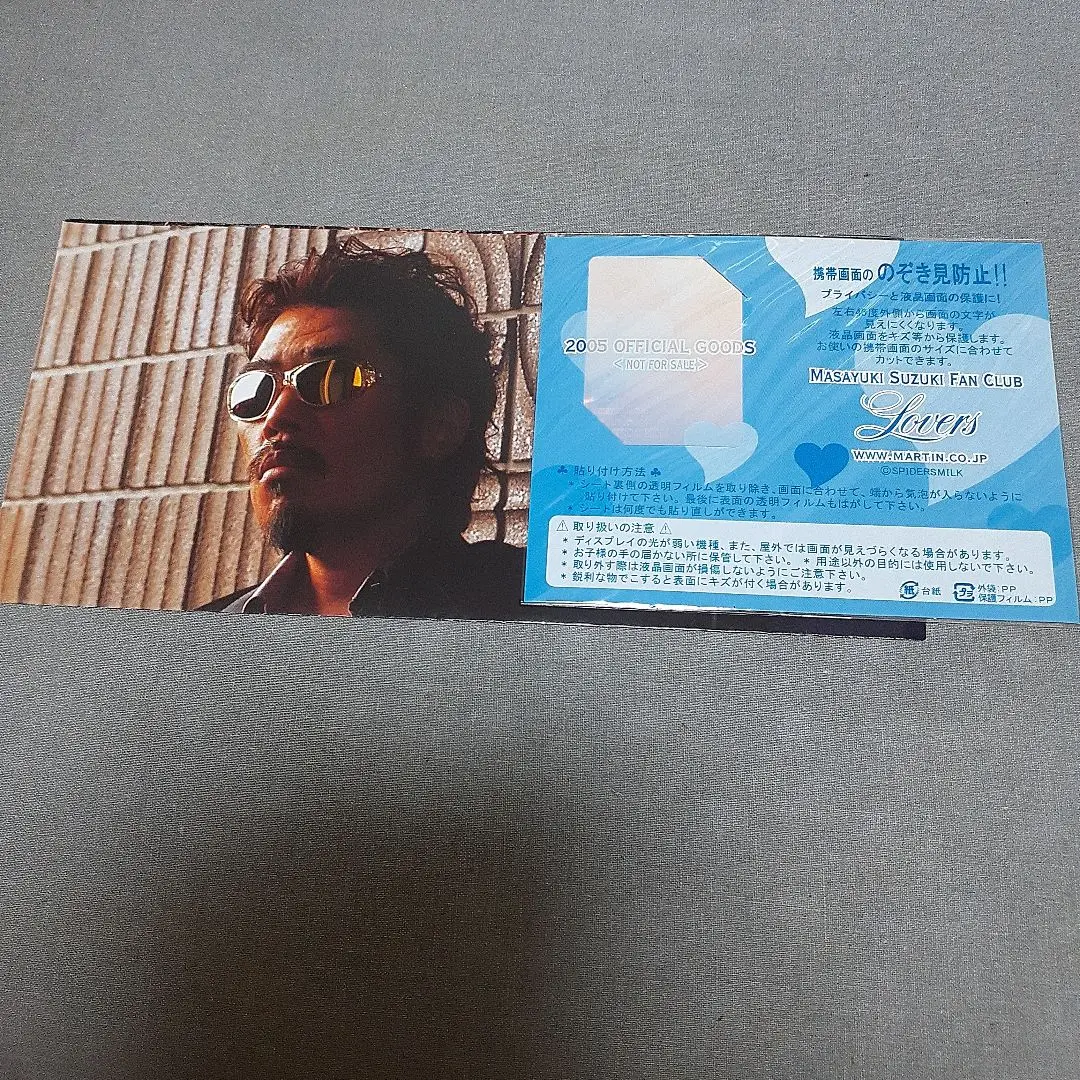 携帯画面の のぞき見防止!!
プライバシーと液晶画面の保護に!
左右45度外側から画面の文字が
見えにくくなります。
液晶画面をキズ等から保護します。
お使いの携帯画面のサイズに合わせて
カットできます。
2005 OFFICIAL GOODS
<NOT FOR SALE>
MASAYUKI SUZUKI FAN CLUB
Lovers
WWW.MARTIN.CO.JP
©SPIDERSMILK
♣ 貼り付け方法 ♣
* シート裏側の透明フィルムを取り除き、画面に合わせて、端から気泡が入らないように
貼り付けて下さい。最後に表面の透明フィルムもはがして下さい。
* シートは何度でも貼り直しができます。
⚠ 取り扱いの注意 ⚠
* ディスプレイの光が弱い機種、また、屋外では画面が見えづらくなる場合があります。
* お子様の手の届かない所に保管して下さい。 * 用途以外の目的には使用しないで下さい。
* 取り外す際は液晶画面が損傷しないようにご注意下さい。
* 鋭利な物でこすると表面にキズが付く場合があります。
紙 台紙
プラ 外袋:PP
保護フィルム:PP